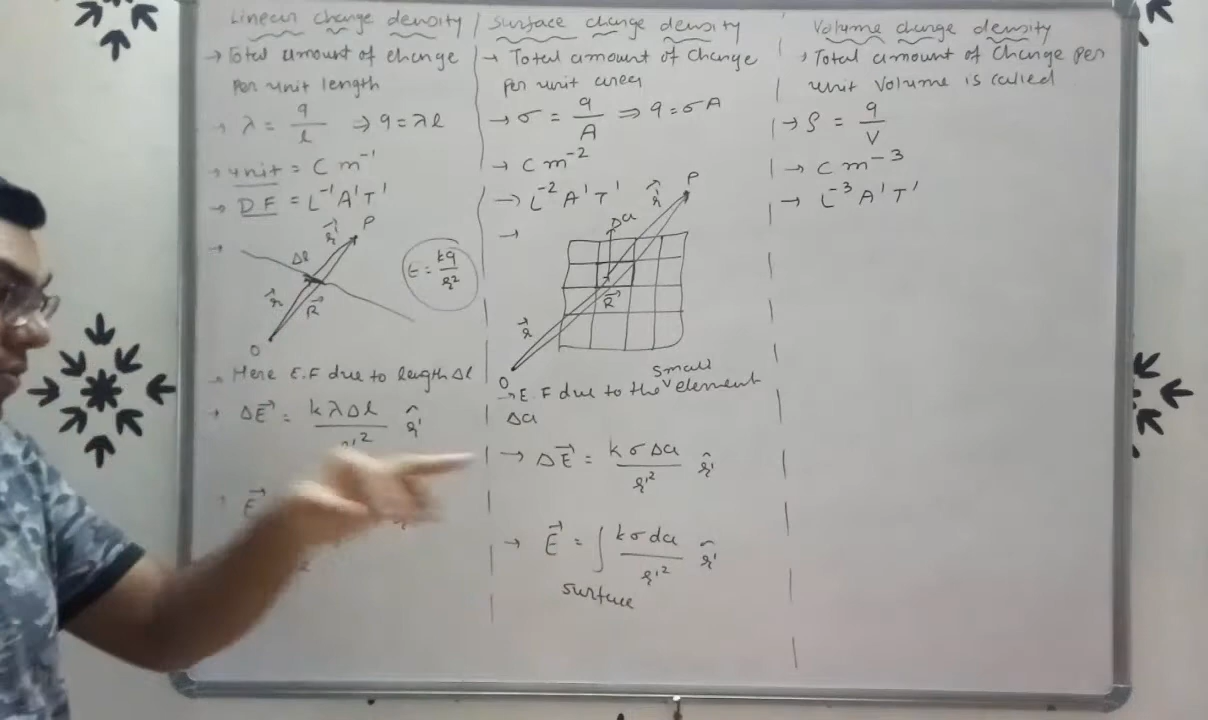 Linear charge density
→ Total amount of charge
Per unit length
→ λ = q/l ⇒ q = λl
→ unit = C m⁻¹
→ D F = L⁻¹A¹T¹
→
r⃗' P
Δl
r⃗ R⃗
O
E = kq/r²
→ Here E.F due to length Δl
→ ΔE⃗ = kλΔl/r'² r̂'
→ E⃗
Surface charge density
→ Total amount of charge
Per unit area
→ σ = q/A ⇒ q = σA
→ C m⁻²
→ L⁻²A¹T¹
→
r⃗' P
Δa
R⃗
r⃗
O
→ E.F due to the small element
Δa
→ ΔE⃗ = kσΔa/r'² r̂'
→ E⃗ = ∫ kσda/r'² r̂'
surface
Volume charge density
→ Total amount of Charge Per
unit Volume is called
→ ρ = q/V
→ C m⁻³
→ L⁻³A¹T¹